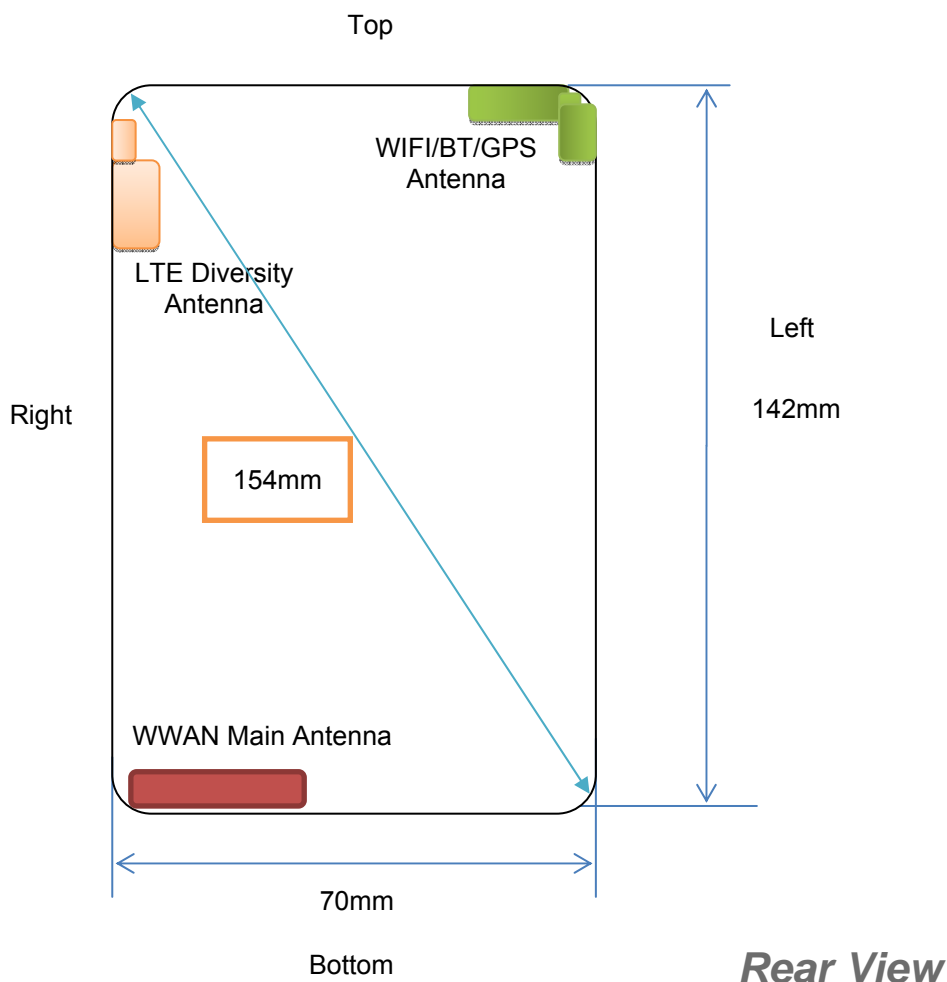 Top
WIFI/BT/GPS
Antenna
LTE Diversity
Antenna
Left
Right
142mm
154mm
WWAN Main Antenna
70mm
Bottom
Rear View